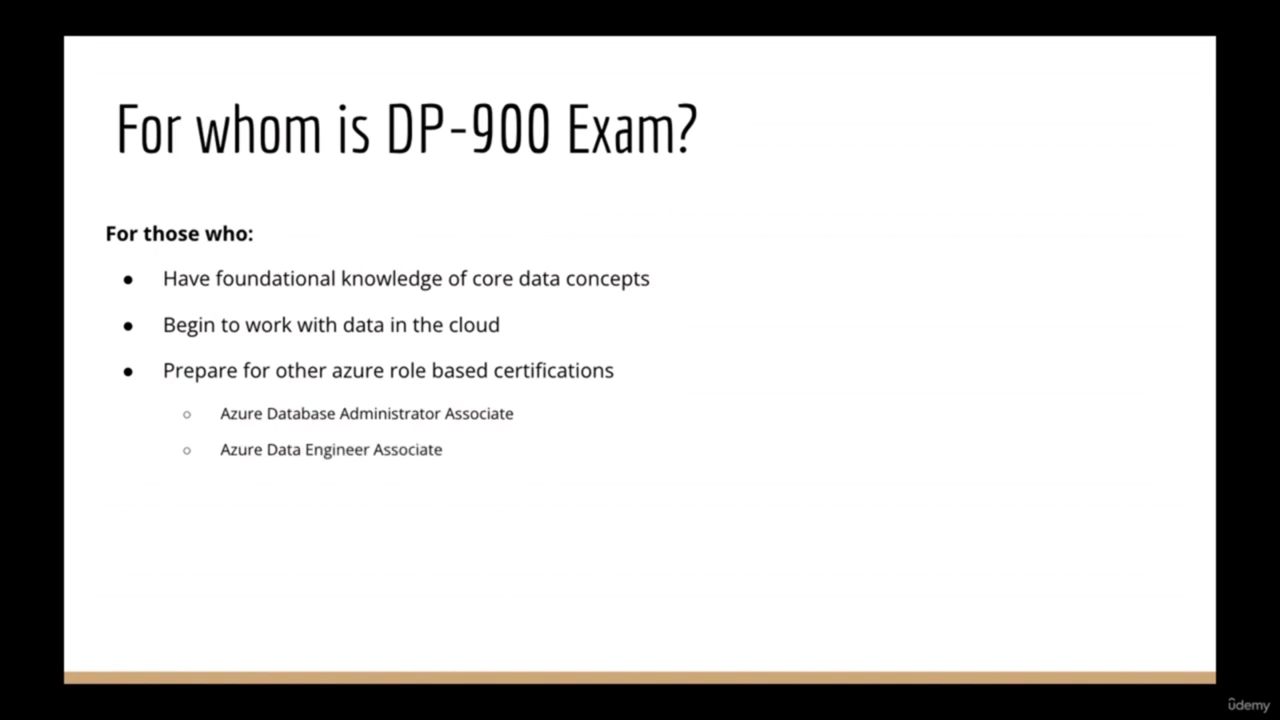 For whom is DP-900 Exam?
For those who:
● Have foundational knowledge of core data concepts
● Begin to work with data in the cloud
● Prepare for other azure role based certifications
○ Azure Database Administrator Associate
○ Azure Data Engineer Associate
ûdemy